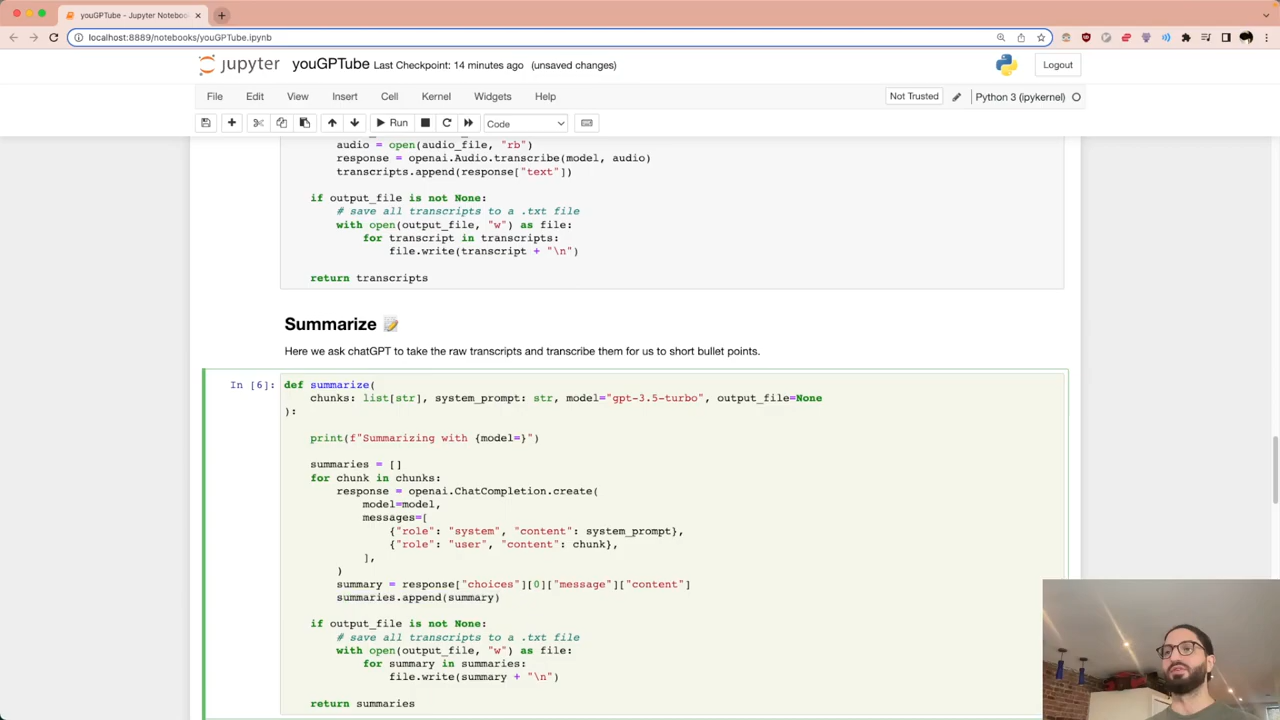 youGPTube - Jupyter Noteboo
localhost:8889/notebooks/youGPTube.ipynb
jupyter youGPTube Last Checkpoint: 14 minutes ago (unsaved changes) Logout
File Edit View Insert Cell Kernel Widgets Help Not Trusted Python 3 (ipykernel)
Run Code
audio = open(audio_file, "rb")
response = openai.Audio.transcribe(model, audio)
transcripts.append(response["text"])
if output_file is not None:
# save all transcripts to a .txt file
with open(output_file, "w") as file:
for transcript in transcripts:
file.write(transcript + "\n")
return transcripts
Summarize
Here we ask chatGPT to take the raw transcripts and transcribe them for us to short bullet points.
In [6]: def summarize(
chunks: list[str], system_prompt: str, model="gpt-3.5-turbo", output_file=None
):
print(f"Summarizing with {model=}")
summaries = []
for chunk in chunks:
response = openai.ChatCompletion.create(
model=model,
messages=[
{"role": "system", "content": system_prompt},
{"role": "user", "content": chunk},
],
)
summary = response["choices"][0]["message"]["content"]
summaries.append(summary)
if output_file is not None:
# save all transcripts to a .txt file
with open(output_file, "w") as file:
for summary in summaries:
file.write(summary + "\n")
return summaries